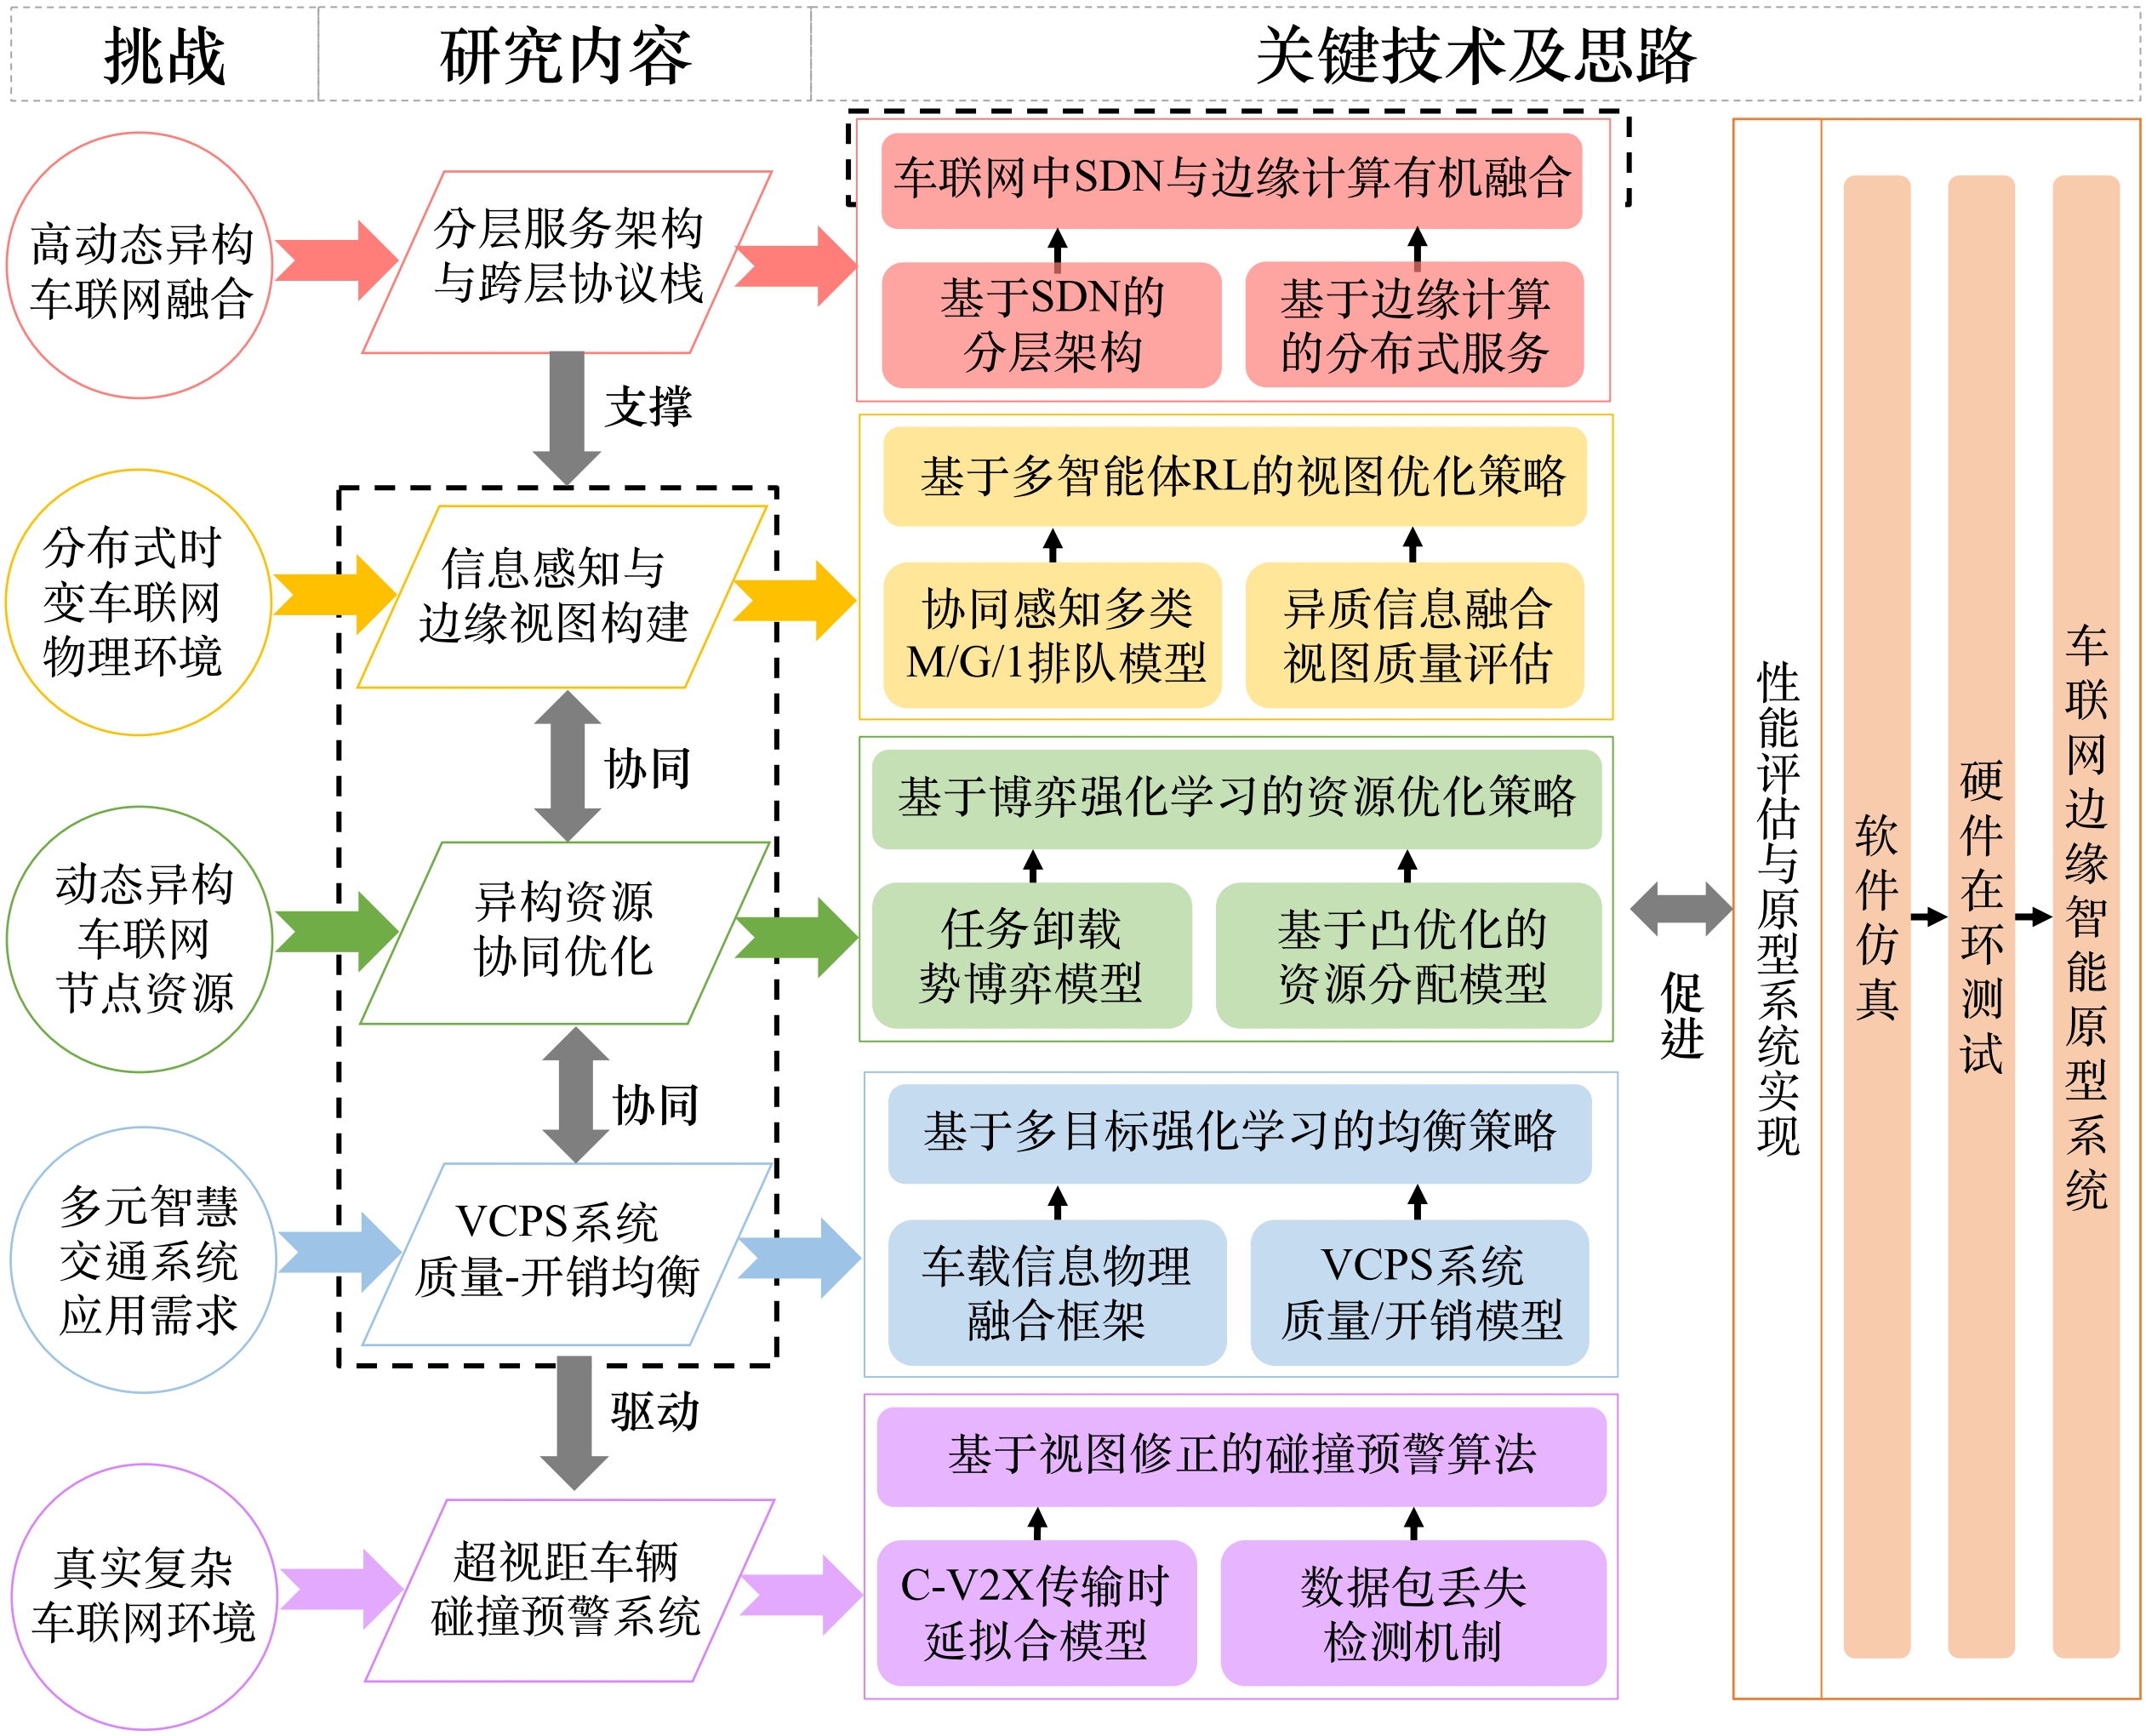 挑战
研究内容
关键技术及思路
高动态异构
车联网融合
分层服务架构
与跨层协议栈
车联网中SDN与边缘计算有机融合
基于SDN的
分层架构
基于边缘计算
的分布式服务
支撑
分布式时
变车联网
物理环境
信息感知与
边缘视图构建
基于多智能体RL的视图优化策略
协同感知多类
M/G/1排队模型
异质信息融合
视图质量评估
协同
动态异构
车联网
节点资源
异构资源
协同优化
基于博弈强化学习的资源优化策略
任务卸载
势博弈模型
基于凸优化的
资源分配模型
协同
多元智慧
交通系统
应用需求
VCPS系统
质量-开销均衡
基于多目标强化学习的均衡策略
车载信息物理
融合框架
VCPS系统
质量/开销模型
驱动
真实复杂
车联网环境
超视距车辆
碰撞预警系统
基于视图修正的碰撞预警算法
C-V2X传输时
延拟合模型
数据包丢失
检测机制
促进
性能评估与原型系统实现
软件仿真
硬件在环测试
车联网边缘智能原型系统